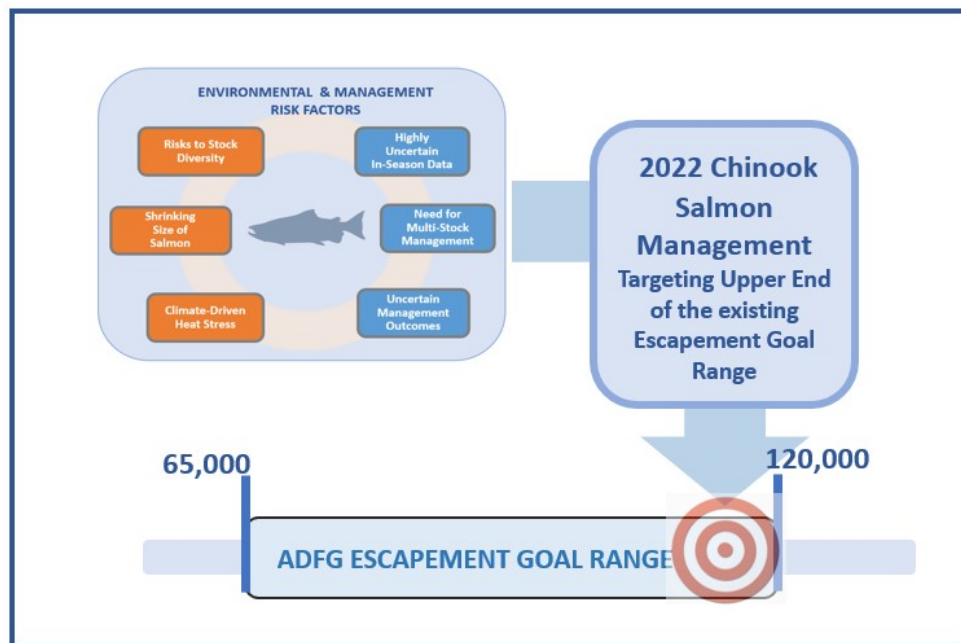 ENVIRONMENTAL & MANAGEMENT
RISK FACTORS
Risks to Stock
Diversity
Highly
Uncertain
In-Season Data
Shrinking
Size of
Salmon
Need for
Multi-Stock
Management
Climate-Driven
Heat Stress
Uncertain
Management
Outcomes
2022 Chinook
Salmon
Management
Targeting Upper End
of the existing
Escapement Goal
Range
65,000
120,000
ADFG ESCAPEMENT GOAL RANGE